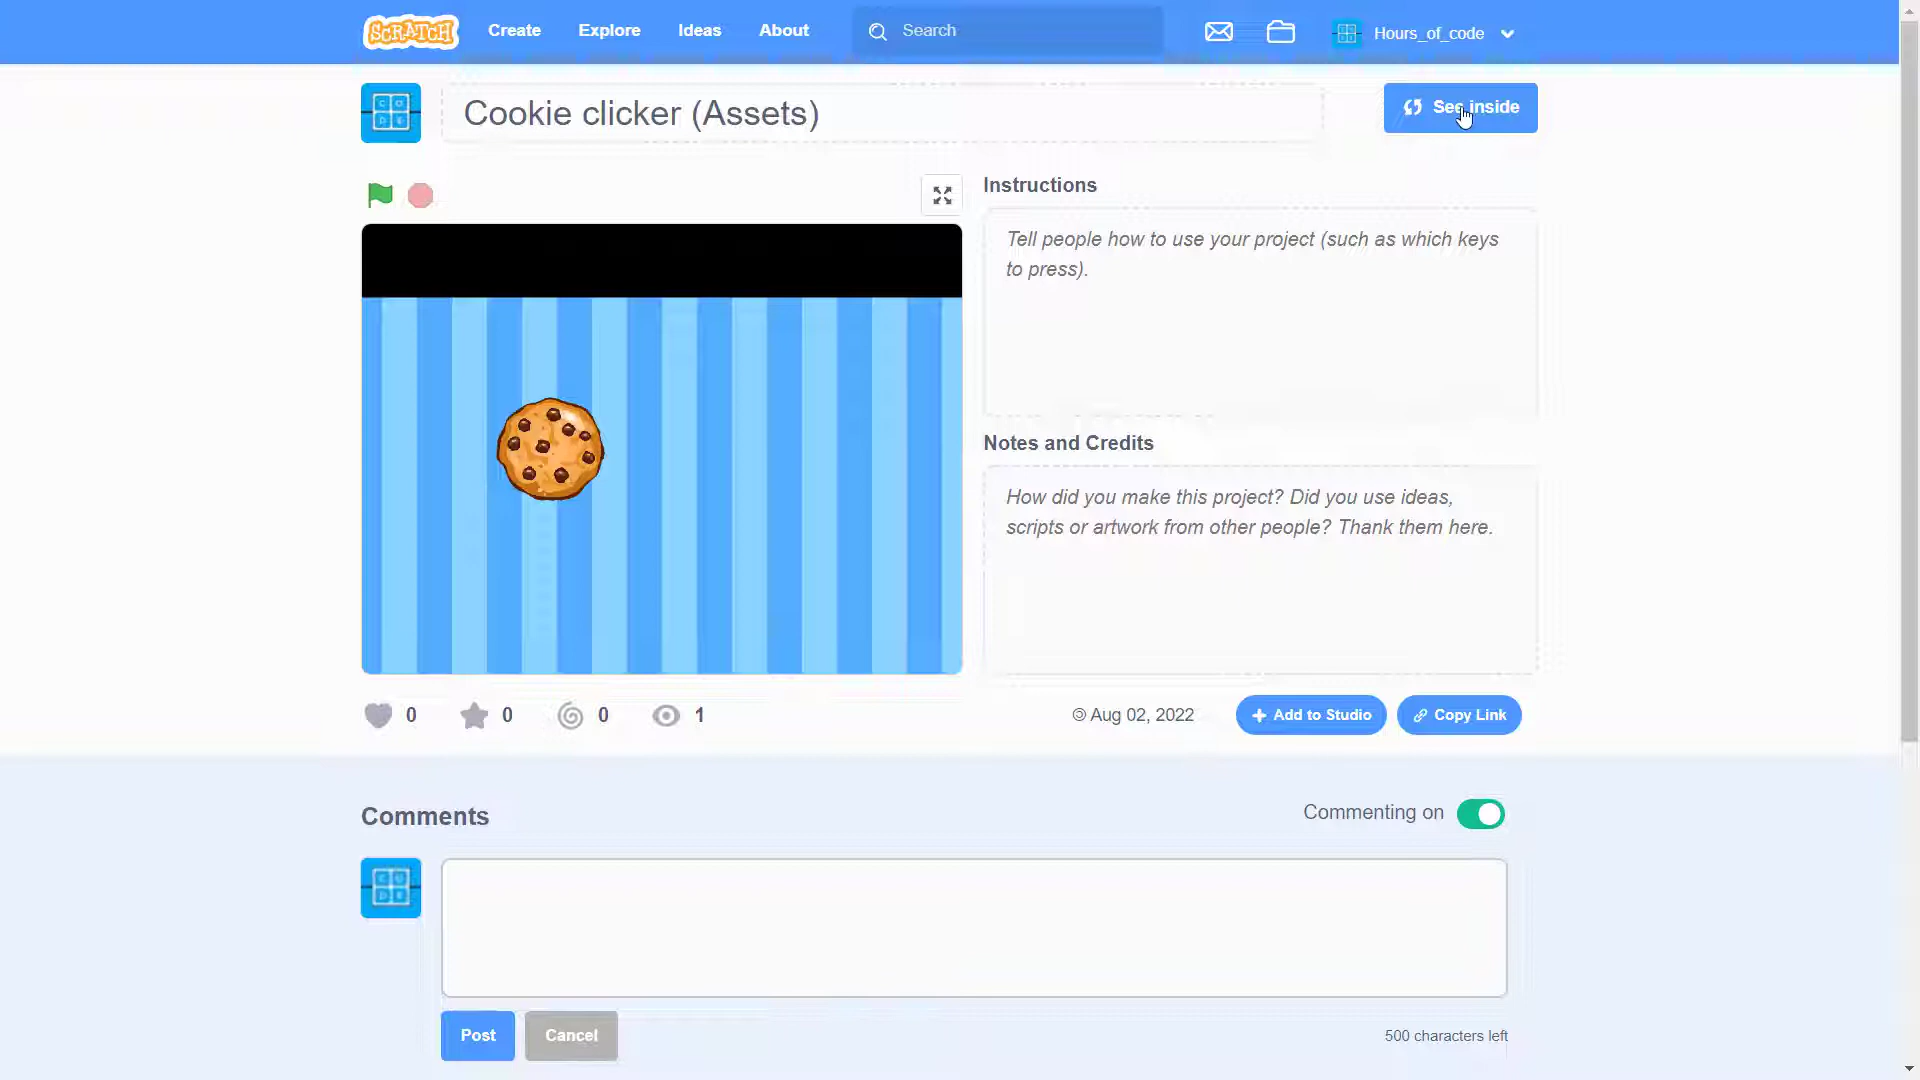 SCRATCH Create Explore Ideas About Search Hours_of_code
Cookie clicker (Assets)
See inside
Instructions
Tell people how to use your project (such as which keys
to press).
Notes and Credits
How did you make this project? Did you use ideas,
scripts or artwork from other people? Thank them here.
0 0 0 1
© Aug 02, 2022
Add to Studio
Copy Link
Comments
Commenting on
Post Cancel
500 characters left